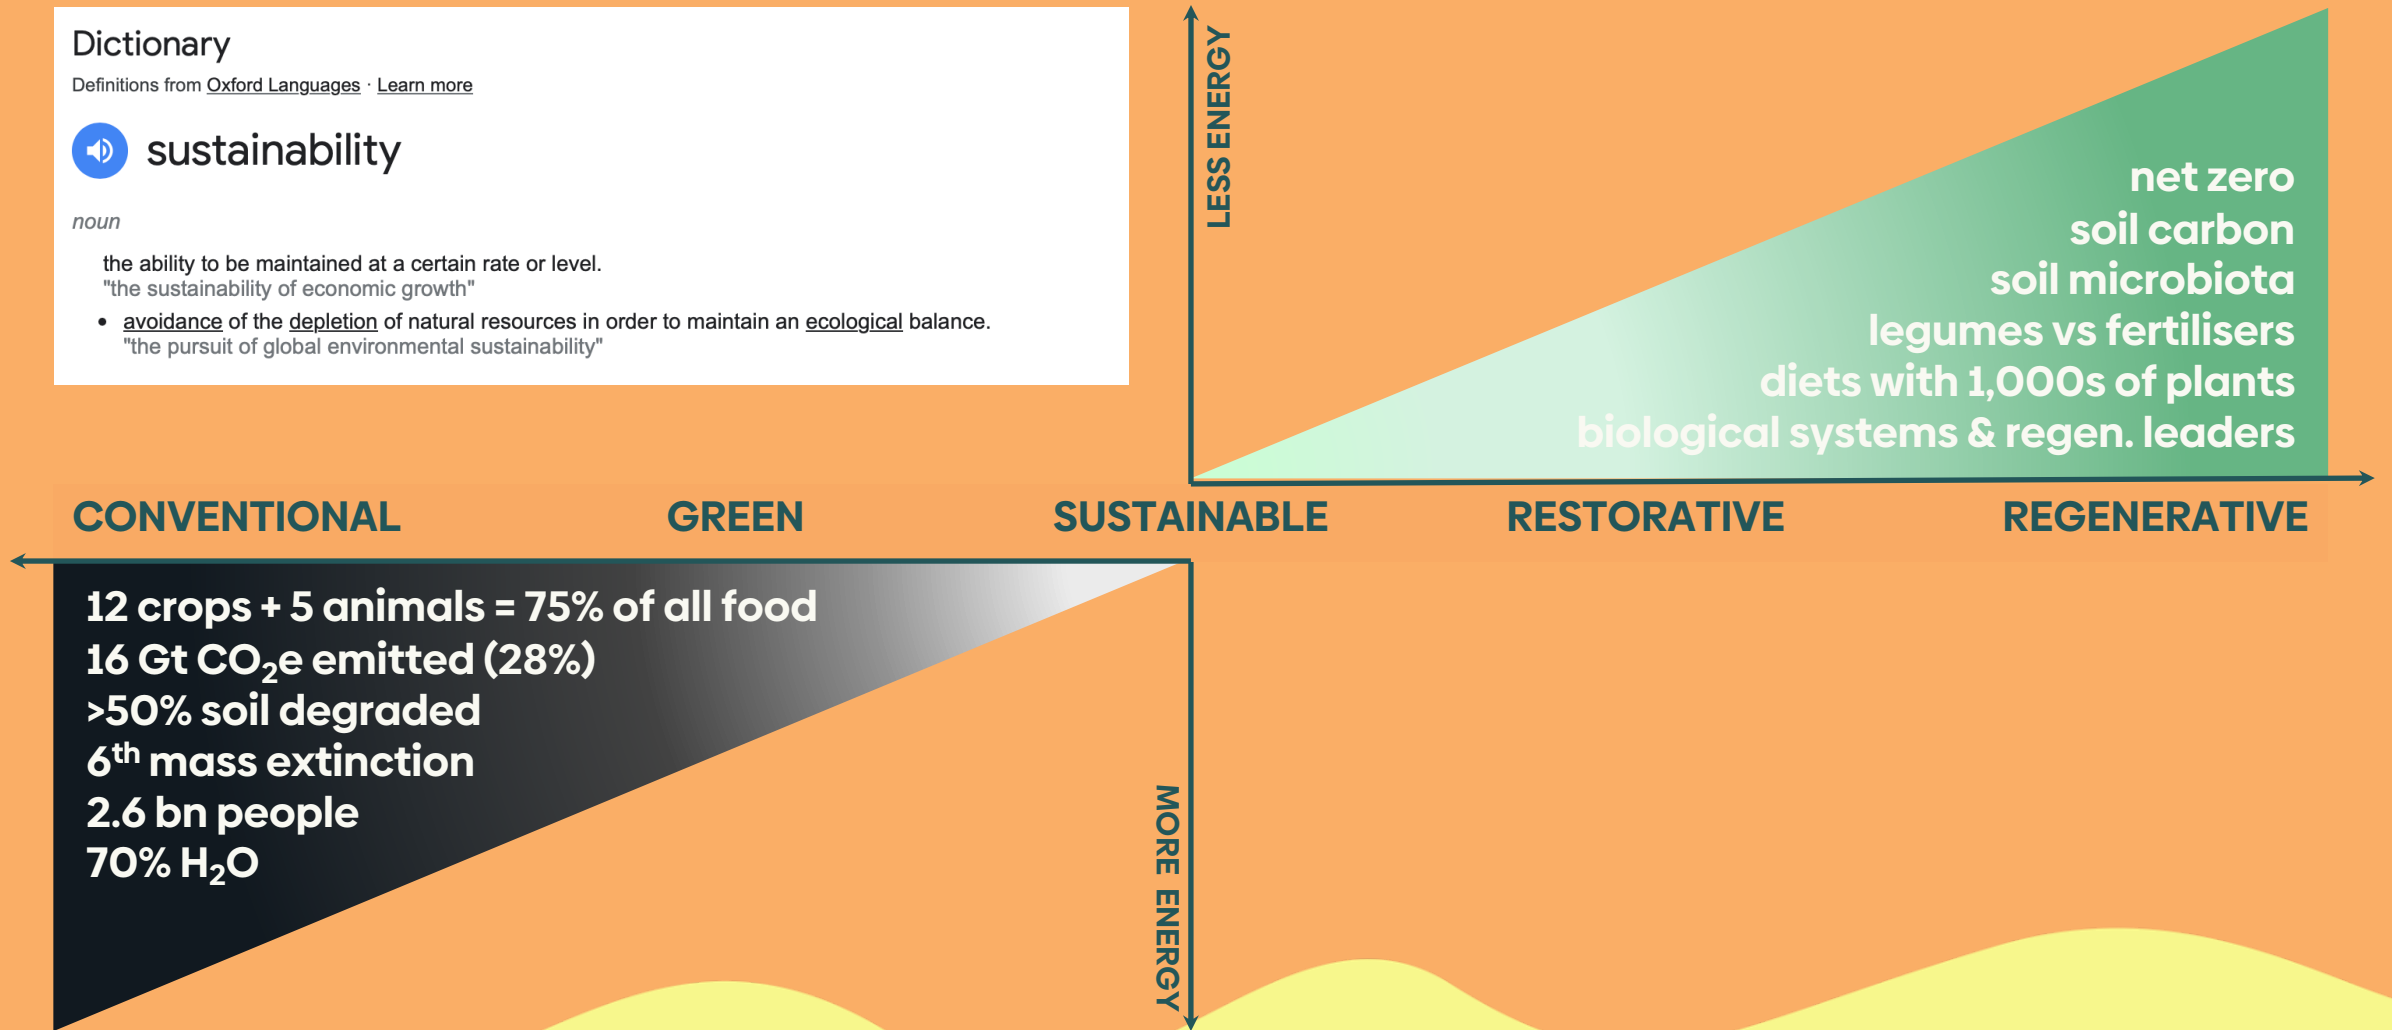 Dictionary
Definitions from Oxford Languages · Learn more
sustainability
noun
the ability to be maintained at a certain rate or level.
"the sustainability of economic growth"
• avoidance of the depletion of natural resources in order to maintain an ecological balance.
"the pursuit of global environmental sustainability"
LESS ENERGY
net zero
soil carbon
soil microbiota
legumes vs fertilisers
diets with 1,000s of plants
biological systems & regen. leaders
CONVENTIONAL GREEN SUSTAINABLE RESTORATIVE REGENERATIVE
12 crops + 5 animals = 75% of all food
16 Gt CO₂e emitted (28%)
>50% soil degraded
6ᵗʰ mass extinction
2.6 bn people
70% H₂O
MORE ENERGY